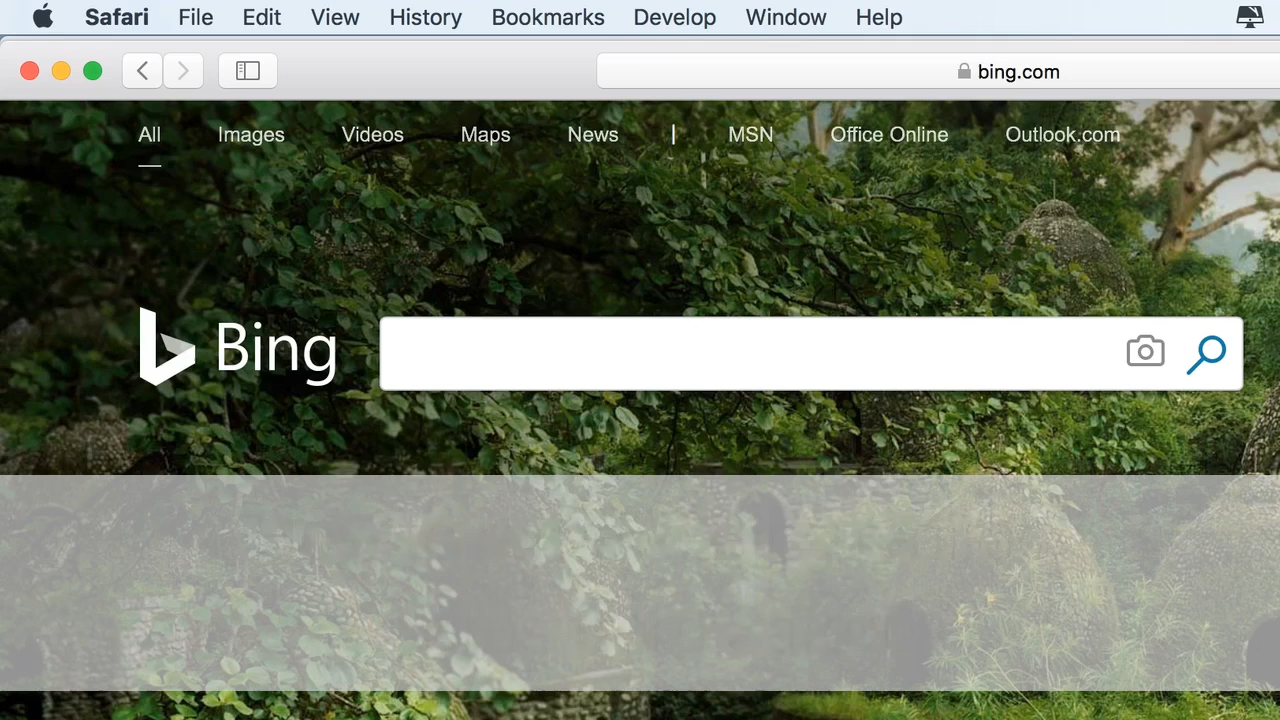 Safari File Edit View History Bookmarks Develop Window Help
bing.com
All Images Videos Maps News | MSN Office Online Outlook.com
Bing